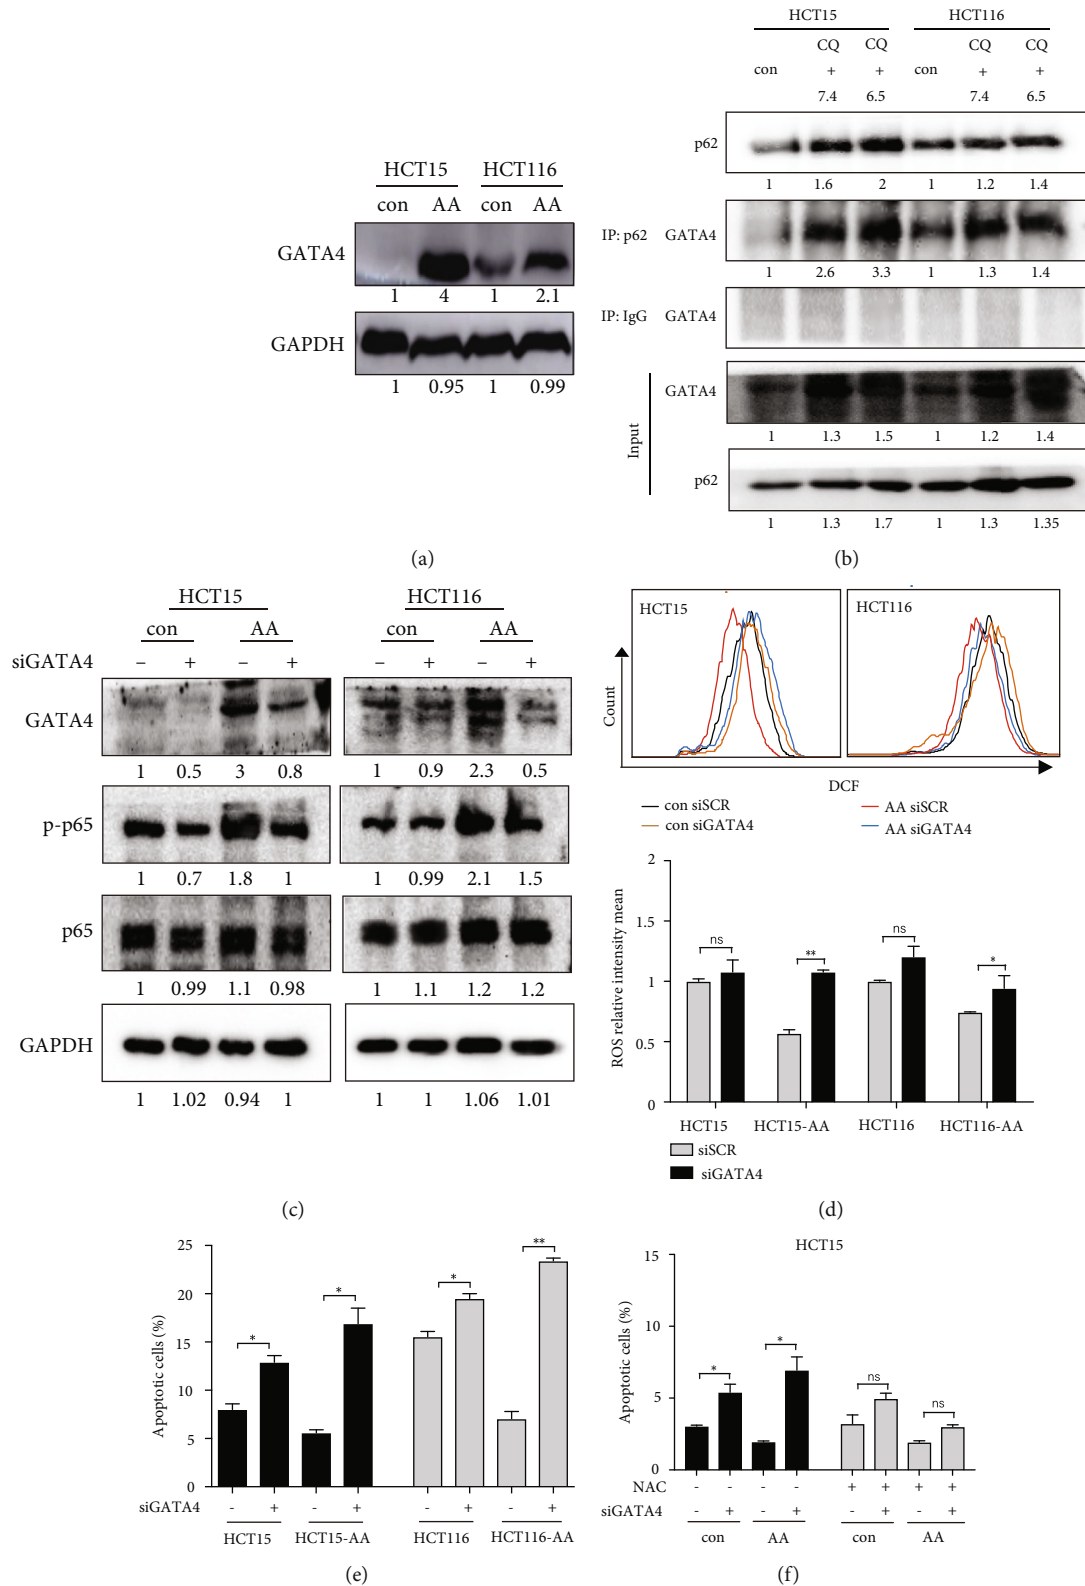 HCT15 HCT116
con AA con AA
GATA4
1 4 1 2.1
GAPDH
1 0.95 1 0.99
(a)
HCT15 HCT116
CQ CQ CQ CQ
con + + con + +
7.4 6.5 7.4 6.5
p62
1 1.6 2 1 1.2 1.4
IP: p62 GATA4
1 2.6 3.3 1 1.3 1.4
IP: IgG GATA4
Input
GATA4
1 1.3 1.5 1 1.2 1.4
p62
1 1.3 1.7 1 1.3 1.35
(b)
HCT15 HCT116
con AA con AA
siGATA4 – + – + – + – +
GATA4
1 0.5 3 0.8 1 0.9 2.3 0.5
p-p65
1 0.7 1.8 1 1 0.99 2.1 1.5
p65
1 0.99 1.1 0.98 1 1.1 1.2 1.2
GAPDH
1 1.02 0.94 1 1 1 1.06 1.01
(c)
HCT15 HCT116
Count
DCF
con siSCR AA siSCR
con siGATA4 AA siGATA4
ROS relative intensity mean
2
1.5
1
0.5
0
ns ** ns *
HCT15 HCT15-AA HCT116 HCT116-AA
siSCR
siGATA4
(d)
Apoptotic cells (%)
25
20
15
10
5
0
* * * **
siGATA4 - + - + - + - +
HCT15 HCT15-AA HCT116 HCT116-AA
(e)
HCT15
Apoptotic cells (%)
15
10
5
0
* * ns ns
NAC - - - - + + + +
siGATA4 - + - + - + - +
con AA con AA
(f)